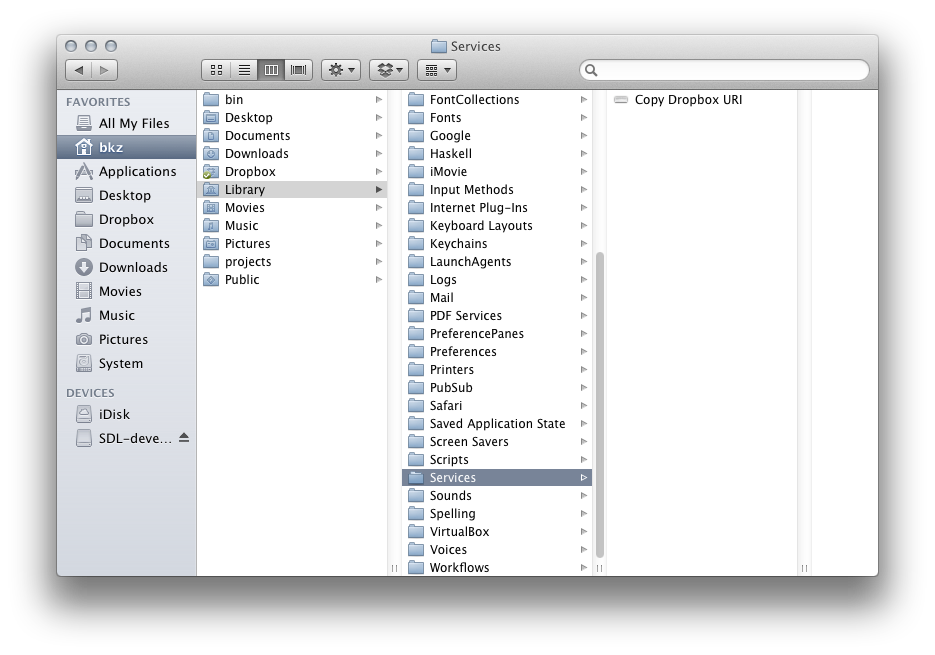 Services
FAVORITES
All My Files
bkz
Applications
Desktop
Dropbox
Documents
Downloads
Movies
Music
Pictures
System
DEVICES
iDisk
SDL-deve...
bin
Desktop
Documents
Downloads
Dropbox
Library
Movies
Music
Pictures
projects
Public
FontCollections
Fonts
Google
Haskell
iMovie
Input Methods
Internet Plug-Ins
Keyboard Layouts
Keychains
LaunchAgents
Logs
Mail
PDF Services
PreferencePanes
Preferences
Printers
PubSub
Safari
Saved Application State
Screen Savers
Scripts
Services
Sounds
Spelling
VirtualBox
Voices
Workflows
Copy Dropbox URI